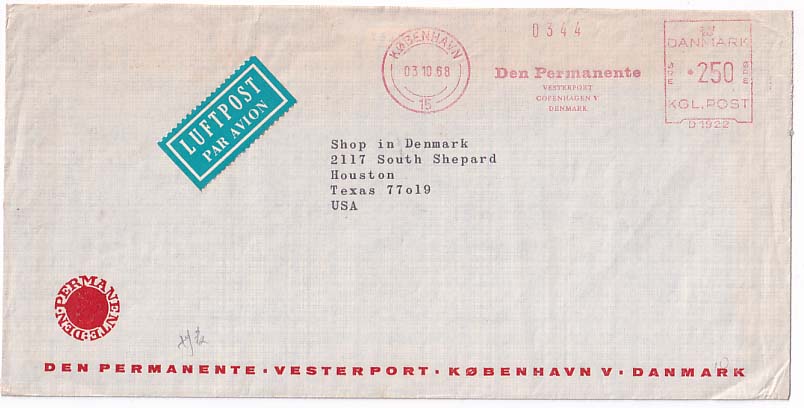 KØBENHAVN
03 10.68
15
0344
Den Permanente
VESTERPORT
COPENHAGEN V
DENMARK
DANMARK
250
KGL. POST
D 1922
LUFTPOST
PAR AVION
Shop in Denmark
2117 South Shepard
Houston
Texas 77o19
USA
DEN·PERMANENTE:
DEN PERMANENTE · VESTERPORT · KØBENHAVN V · DANMARK